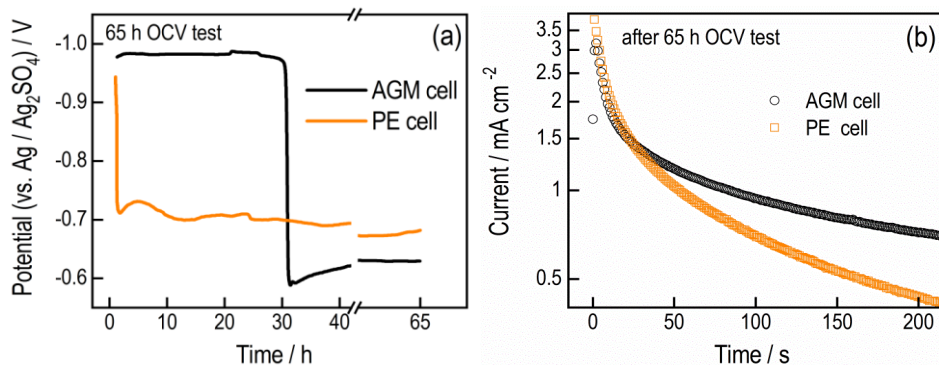 65 h OCV test
(a)
AGM cell
PE cell
Potential (vs. Ag / Ag₂SO₄) / V
-1.0
-0.9
-0.8
-0.7
-0.6
0
10
20
30
40
65
Time / h
after 65 h OCV test
(b)
AGM cell
PE cell
Current / mA cm⁻²
3.5
3
2.5
2
1.5
1
0.5
0
50
100
150
200
Time / s